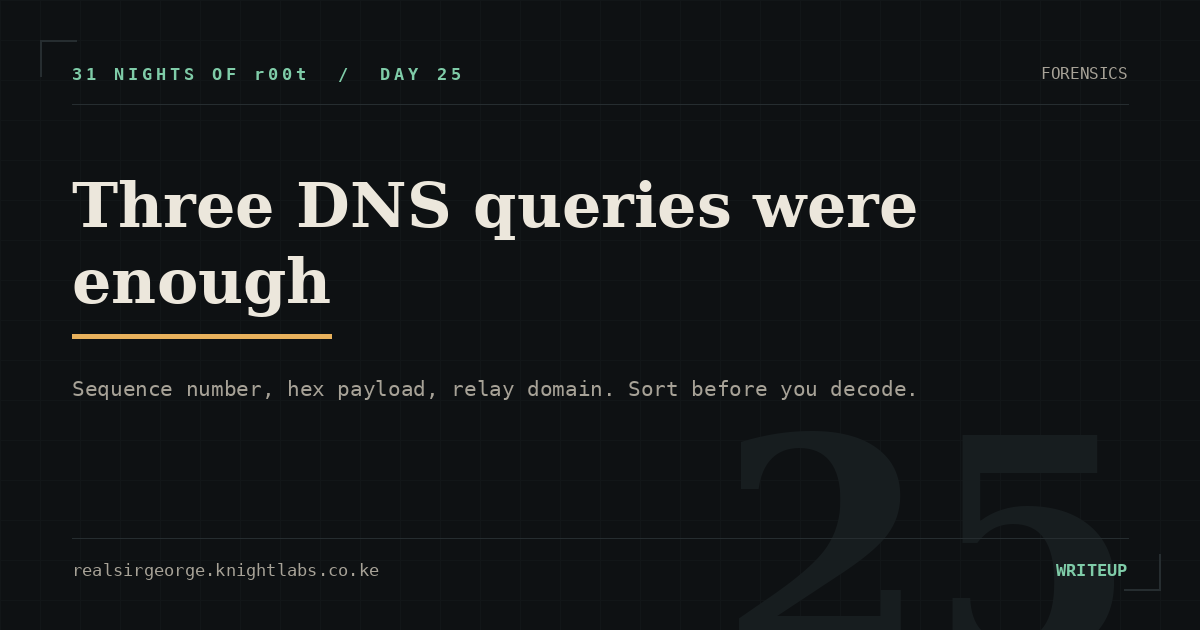 31 NIGHTS OF r00t / DAY 25
FORENSICS
Three DNS queries were
enough
Sequence number, hex payload, relay domain. Sort before you decode.
25
realsirgeorge.knightlabs.co.ke
WRITEUP